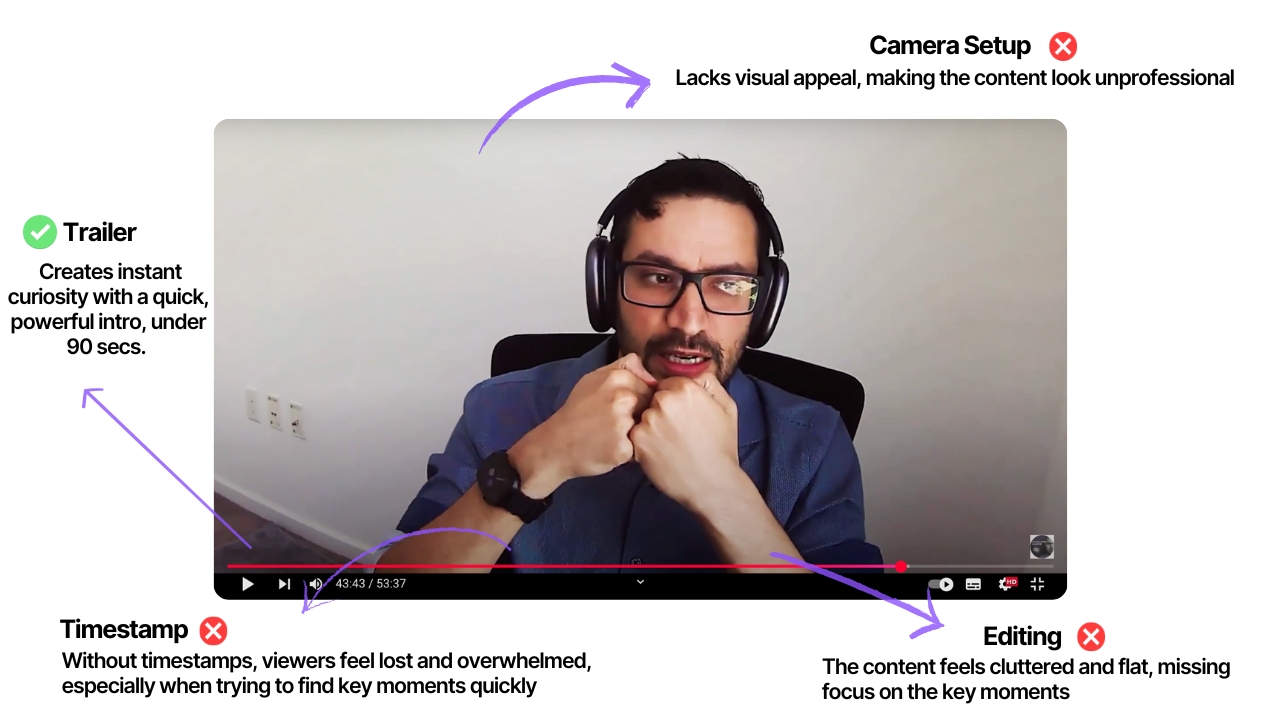 Camera Setup
Lacks visual appeal, making the content look unprofessional
Trailer
Creates instant
curiosity with a quick,
powerful intro, under
90 secs.
43:43 / 53:37
HD
Timestamp
Without timestamps, viewers feel lost and overwhelmed,
especially when trying to find key moments quickly
Editing
The content feels cluttered and flat, missing
focus on the key moments